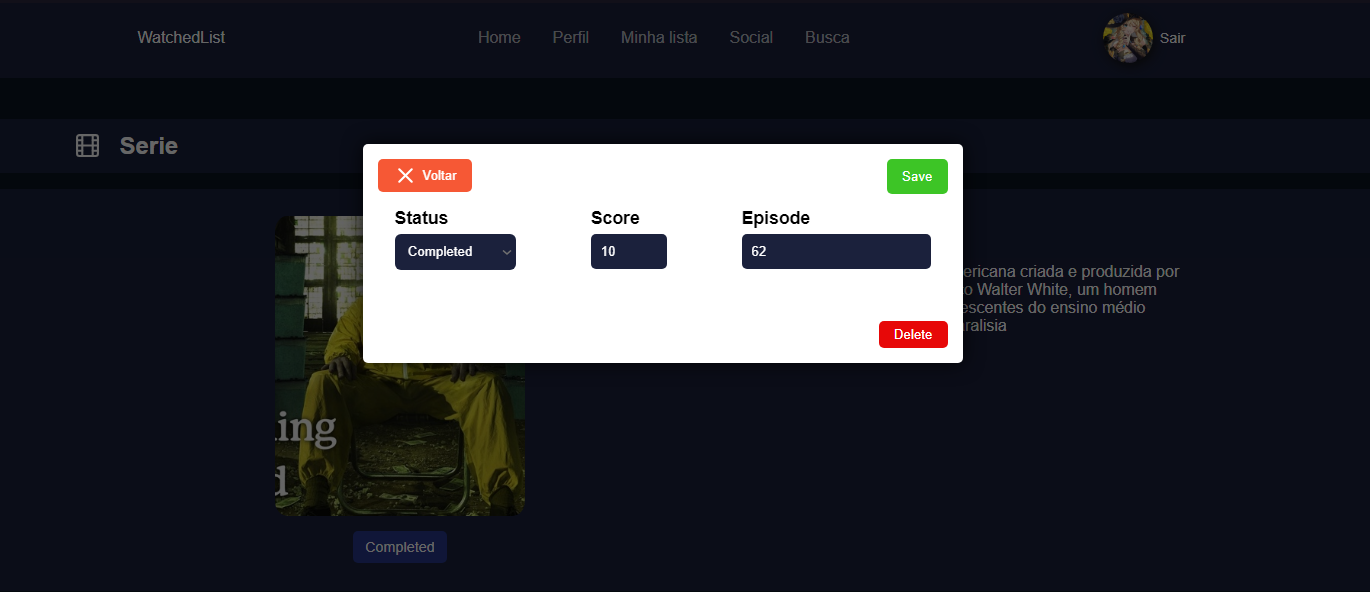 WatchedList
Home
Perfil
Minha lista
Social
Busca
Sair
Serie
Voltar
Save
Status
Score
Episode
Completed
10
62
ericana criada e produzida por
o Walter White, um homem
escentes do ensino médio
ralisia
Delete
ing
d
Completed